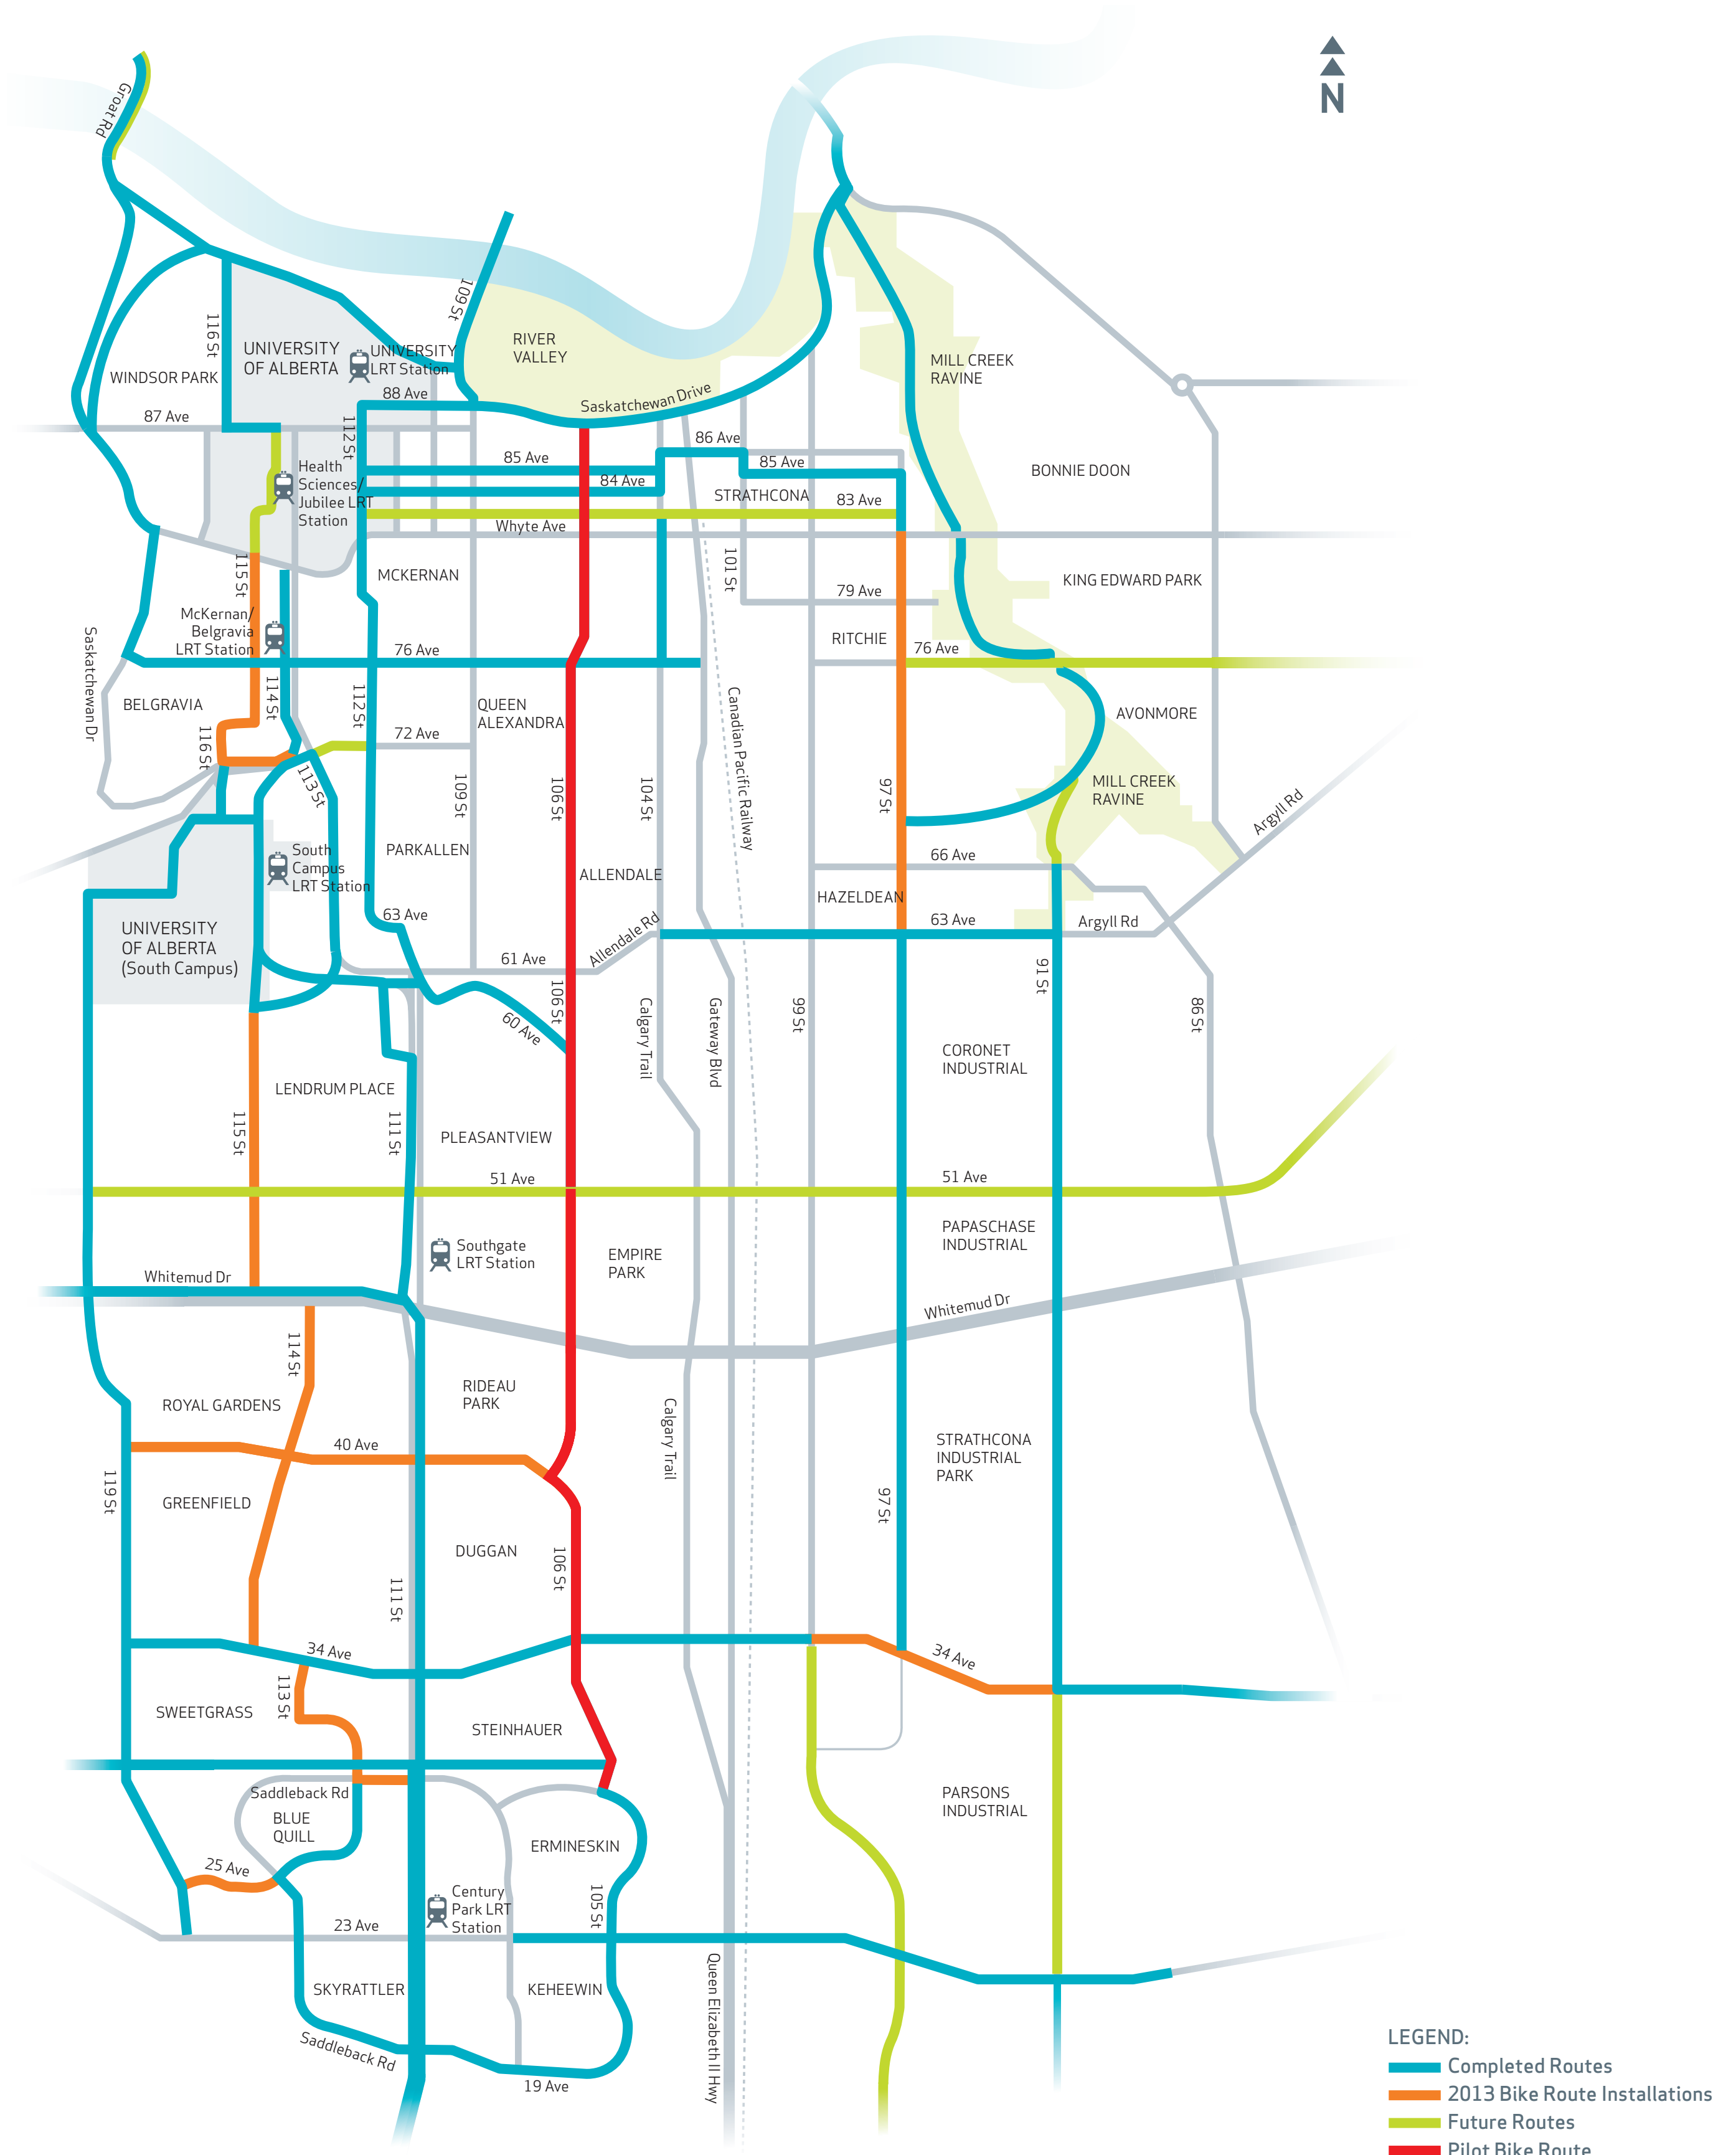 N
Groat Rd
109 St
116 St
UNIVERSITY
OF ALBERTA
UNIVERSITY
LRT Station
RIVER
VALLEY
MILL CREEK
RAVINE
WINDSOR PARK
88 Ave
Saskatchewan Drive
87 Ave
112 St
86 Ave
85 Ave
85 Ave
Health
Sciences/
Jubilee LRT
Station
84 Ave
STRATHCONA
83 Ave
BONNIE DOON
Whyte Ave
115 St
MCKERNAN
101 St
KING EDWARD PARK
79 Ave
McKernan/
Belgravia
LRT Station
Saskatchewan Dr
RITCHIE
76 Ave
76 Ave
BELGRAVIA
114 St
112 St
QUEEN
ALEXANDRA
Canadian Pacific Railway
AVONMORE
116 St
72 Ave
113 St
109 St
106 St
104 St
97 St
MILL CREEK
RAVINE
Argyll Rd
PARKALLEN
South
Campus
LRT Station
ALLENDALE
66 Ave
HAZELDEAN
63 Ave
Allendale Rd
63 Ave
Argyll Rd
UNIVERSITY
OF ALBERTA
(South Campus)
61 Ave
91 St
106 St
60 Ave
Calgary Trail
Gateway Blvd
99 St
86 St
CORONET
INDUSTRIAL
LENDRUM PLACE
115 St
111 St
PLEASANTVIEW
51 Ave
51 Ave
PAPASCHASE
INDUSTRIAL
Southgate
LRT Station
EMPIRE
PARK
Whitemud Dr
Whitemud Dr
114 St
ROYAL GARDENS
RIDEAU
PARK
Calgary Trail
40 Ave
STRATHCONA
INDUSTRIAL
PARK
119 St
GREENFIELD
97 St
DUGGAN
106 St
111 St
34 Ave
34 Ave
113 St
SWEETGRASS
STEINHAUER
Saddleback Rd
BLUE
QUILL
PARSONS
INDUSTRIAL
ERMINESKIN
25 Ave
Century
Park LRT
Station
105 St
23 Ave
Queen Elizabeth II Hwy
SKYRATTLER
KEHEEWIN
Saddleback Rd
19 Ave
LEGEND:
Completed Routes
2013 Bike Route Installations
Future Routes
Pilot Bike Route